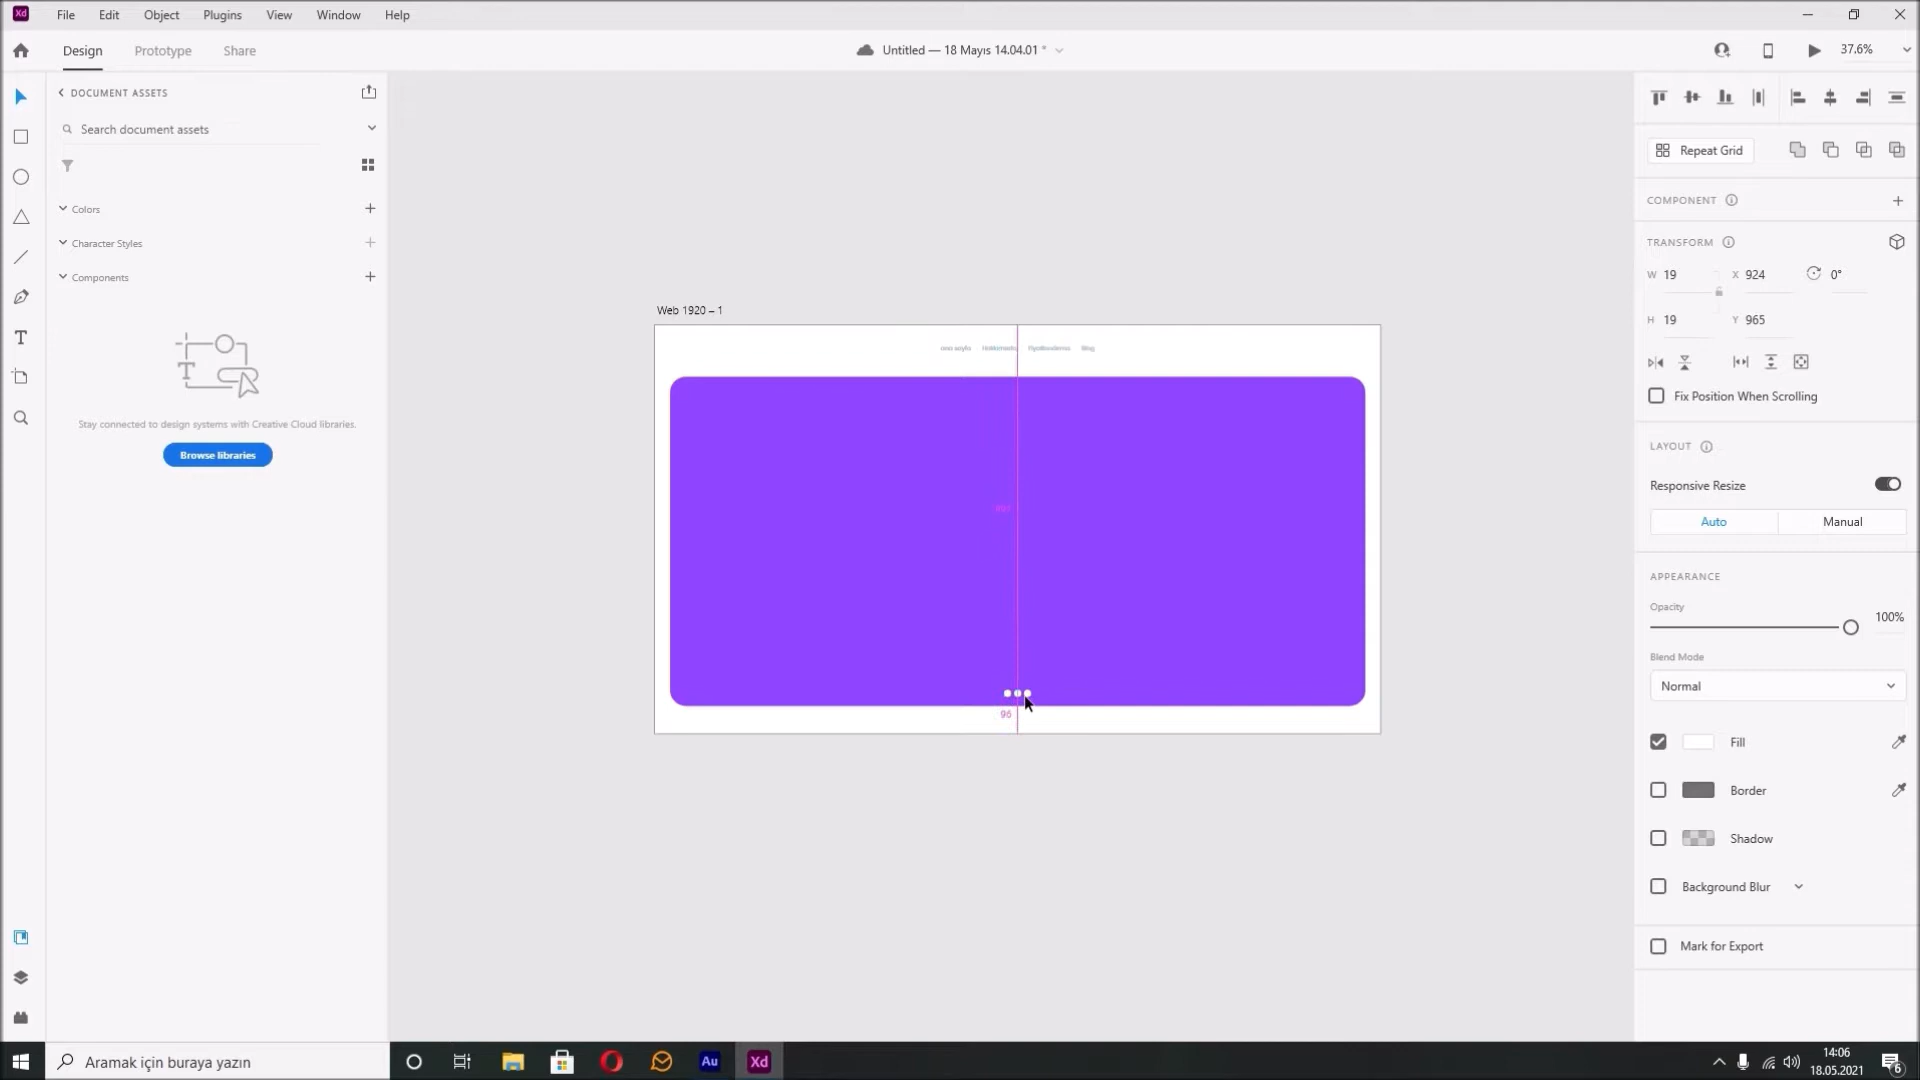 Xd File Edit Object Plugins View Window Help
Design Prototype Share
Untitled — 18 Mayıs 14.04.01 *
37.6%
DOCUMENT ASSETS
Search document assets
Colors
Character Styles
Components
Stay connected to design systems with Creative Cloud libraries.
Browse libraries
Web 1920 – 1
Blog
96
Repeat Grid
COMPONENT
TRANSFORM
W 19 X 924 0°
H 19 Y 965
Fix Position When Scrolling
LAYOUT
Responsive Resize
Auto Manual
APPEARANCE
Opacity
100%
Blend Mode
Normal
Fill
Border
Shadow
Background Blur
Mark for Export
Aramak için buraya yazın
Au Xd
14:06
18.05.2021
6